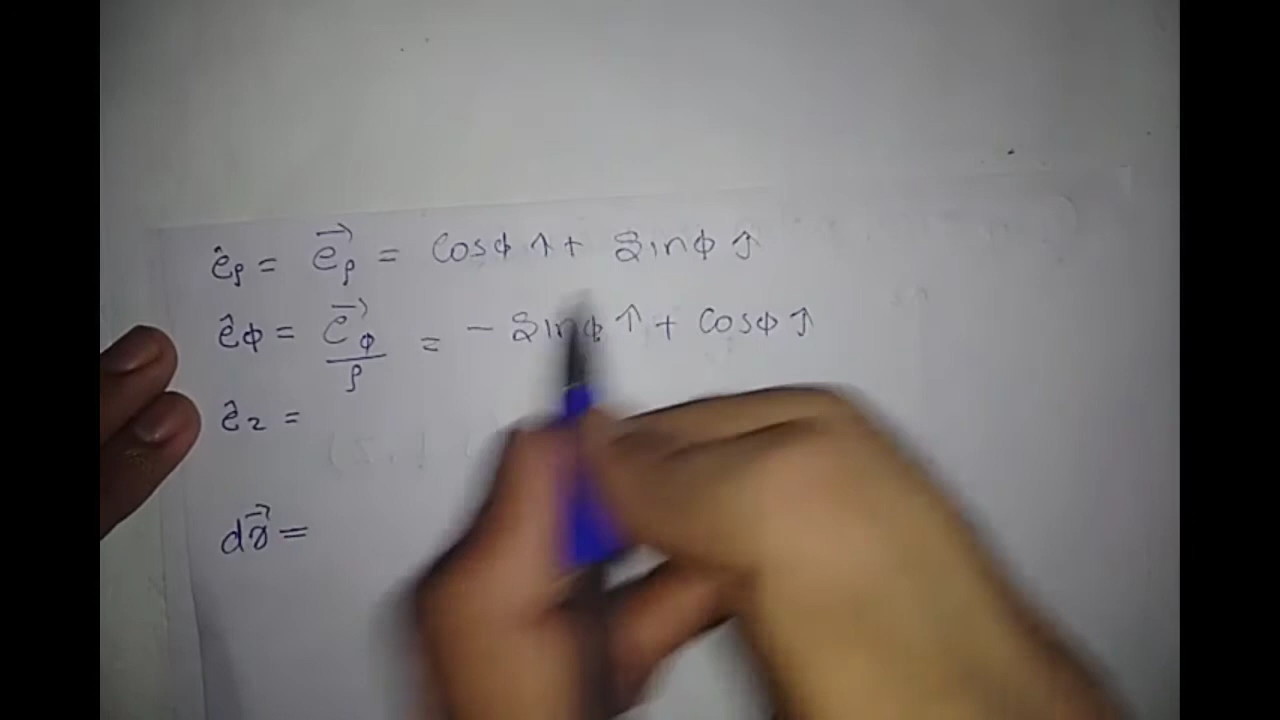 ê_ρ = e⃗_ρ = cosϕ î + sinϕ ĵ
ê_ϕ = e⃗_ϕ / ρ = - sinϕ î + cosϕ ĵ
ê_z =
dr⃗ =